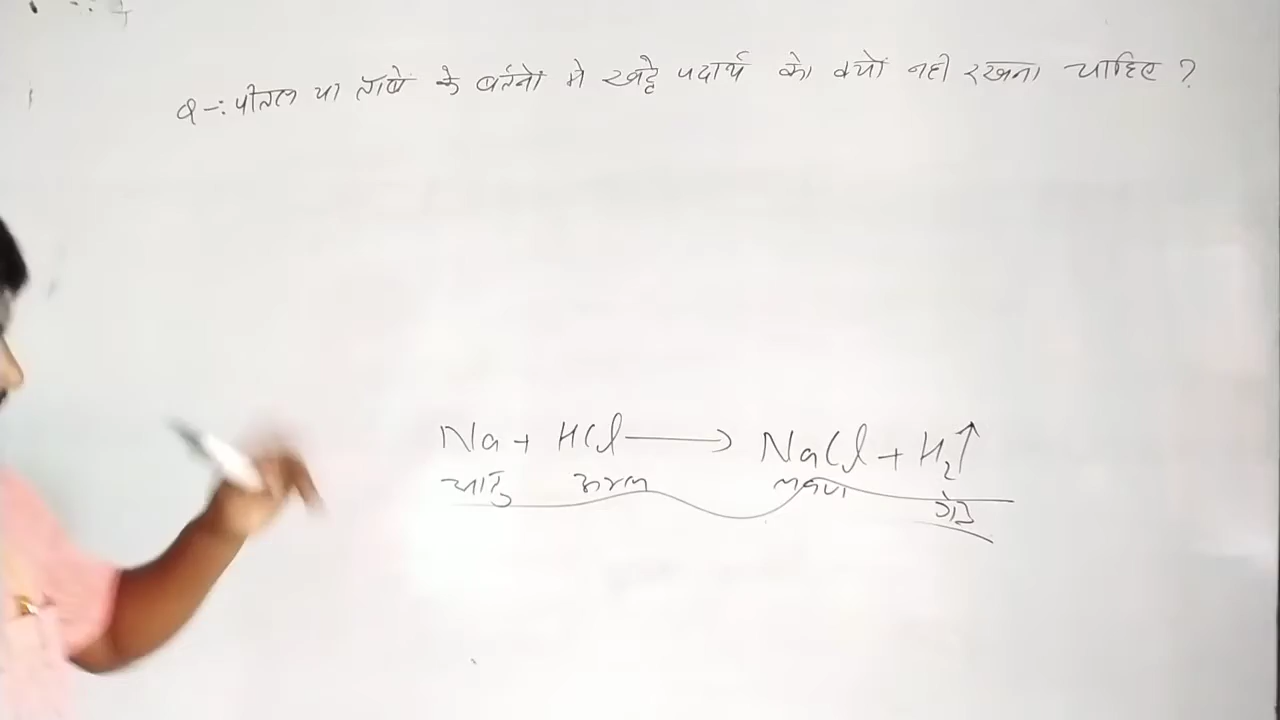 Q-: पीतल या ताँबे के बर्तनों मे खट्टे पदार्थ को क्यों नही रखना चाहिए ?
Na + HCl → NaCl + H₂↑
धातु अम्ल लवण गैस